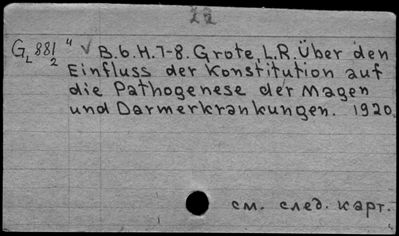 22
G 881 4 √ B.6.H.7-8. Grote, L.R. Über den
L 2
Einfluss der Konstitution auf
die Pathogenese der Magen
und Darmerkrankungen. 1920.
см. след. карт.